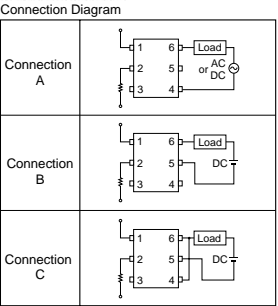 Connection Diagram
Connection
A
1 6 Load
2 5 or AC
DC
3 4
Connection
B
1 6 Load
2 5 DC
3 4
Connection
C
1 6 Load
2 5 DC
3 4